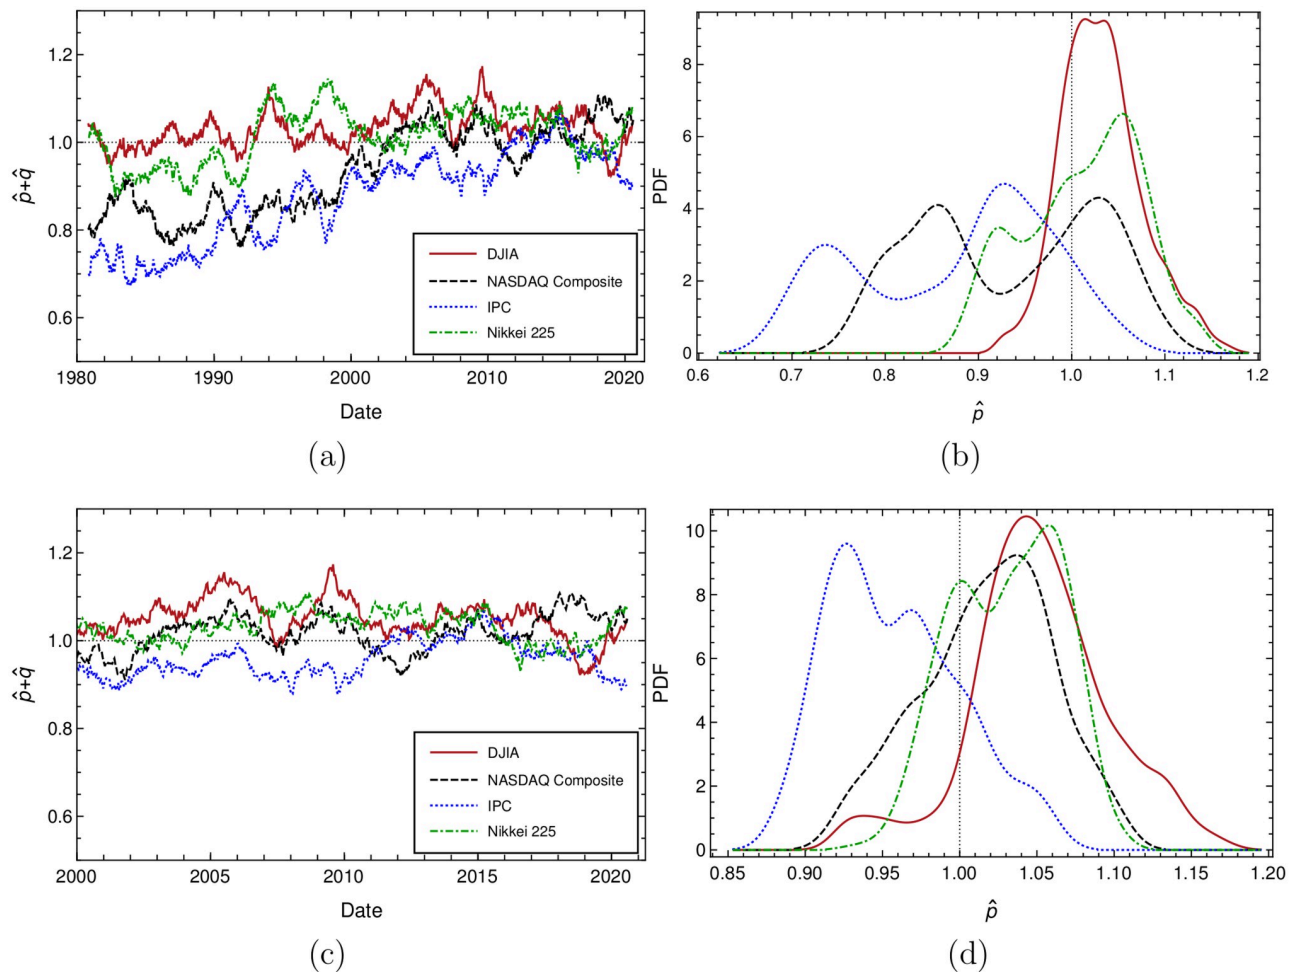 1.2
1.0
0.8
0.6
p̂+q̂
DJIA
NASDAQ Composite
IPC
Nikkei 225
1980 1990 2000 2010 2020
Date
(a)
8
6
4
2
0
PDF
0.6 0.7 0.8 0.9 1.0 1.1 1.2
p̂
(b)
1.2
1.0
0.8
0.6
p̂+q̂
DJIA
NASDAQ Composite
IPC
Nikkei 225
2000 2005 2010 2015 2020
Date
(c)
10
8
6
4
2
0
PDF
0.85 0.90 0.95 1.00 1.05 1.10 1.15 1.20
p̂
(d)